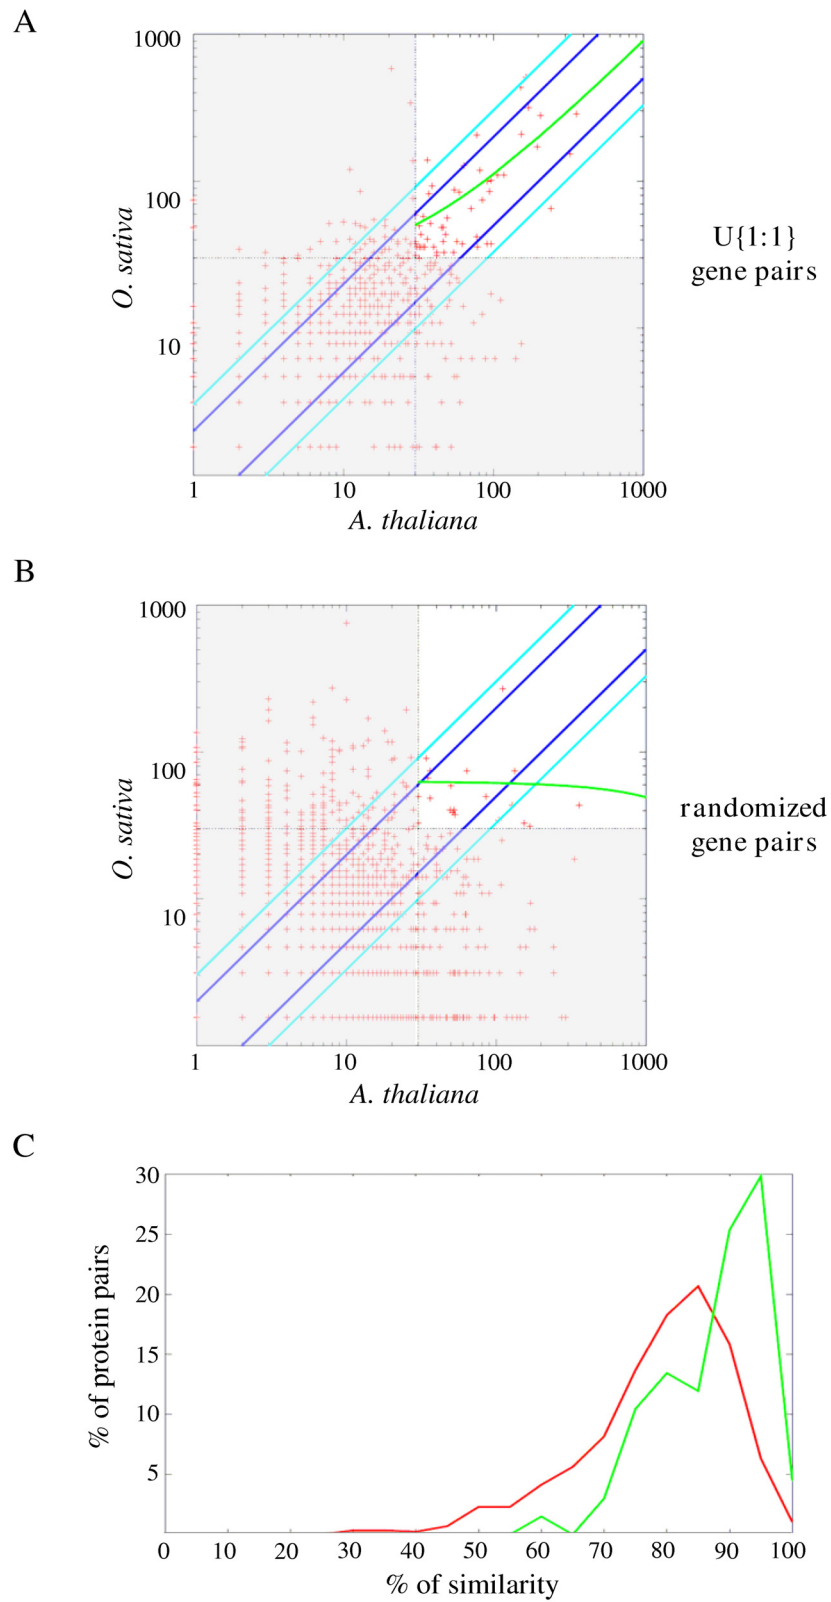 A
1000
100
10
O. sativa
1
10
100
1000
A. thaliana
U{1:1}
gene pairs
B
1000
100
10
O. sativa
1
10
100
1000
A. thaliana
randomized
gene pairs
C
30
25
20
15
10
5
% of protein pairs
0
10
20
30
40
50
60
70
80
90
100
% of similarity